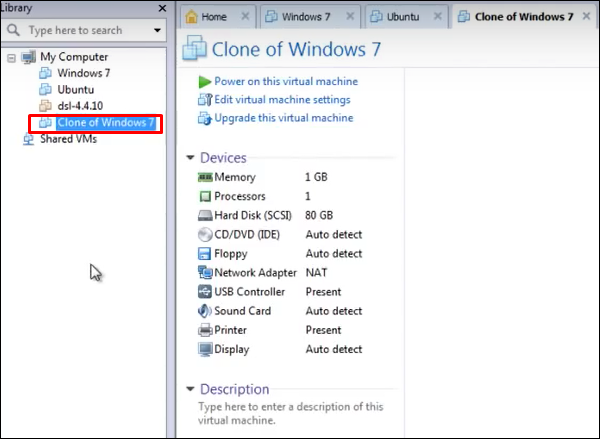 Library
Type here to search
My Computer
Windows 7
Ubuntu
dsl-4.4.10
Clone of Windows 7
Shared VMs
Home
Windows 7
Ubuntu
Clone of Windows 7
Clone of Windows 7
Power on this virtual machine
Edit virtual machine settings
Upgrade this virtual machine
Devices
Memory 1 GB
Processors 1
Hard Disk (SCSI) 80 GB
CD/DVD (IDE) Auto detect
Floppy Auto detect
Network Adapter NAT
USB Controller Present
Sound Card Auto detect
Printer Present
Display Auto detect
Description
Type here to enter a description of this
virtual machine.